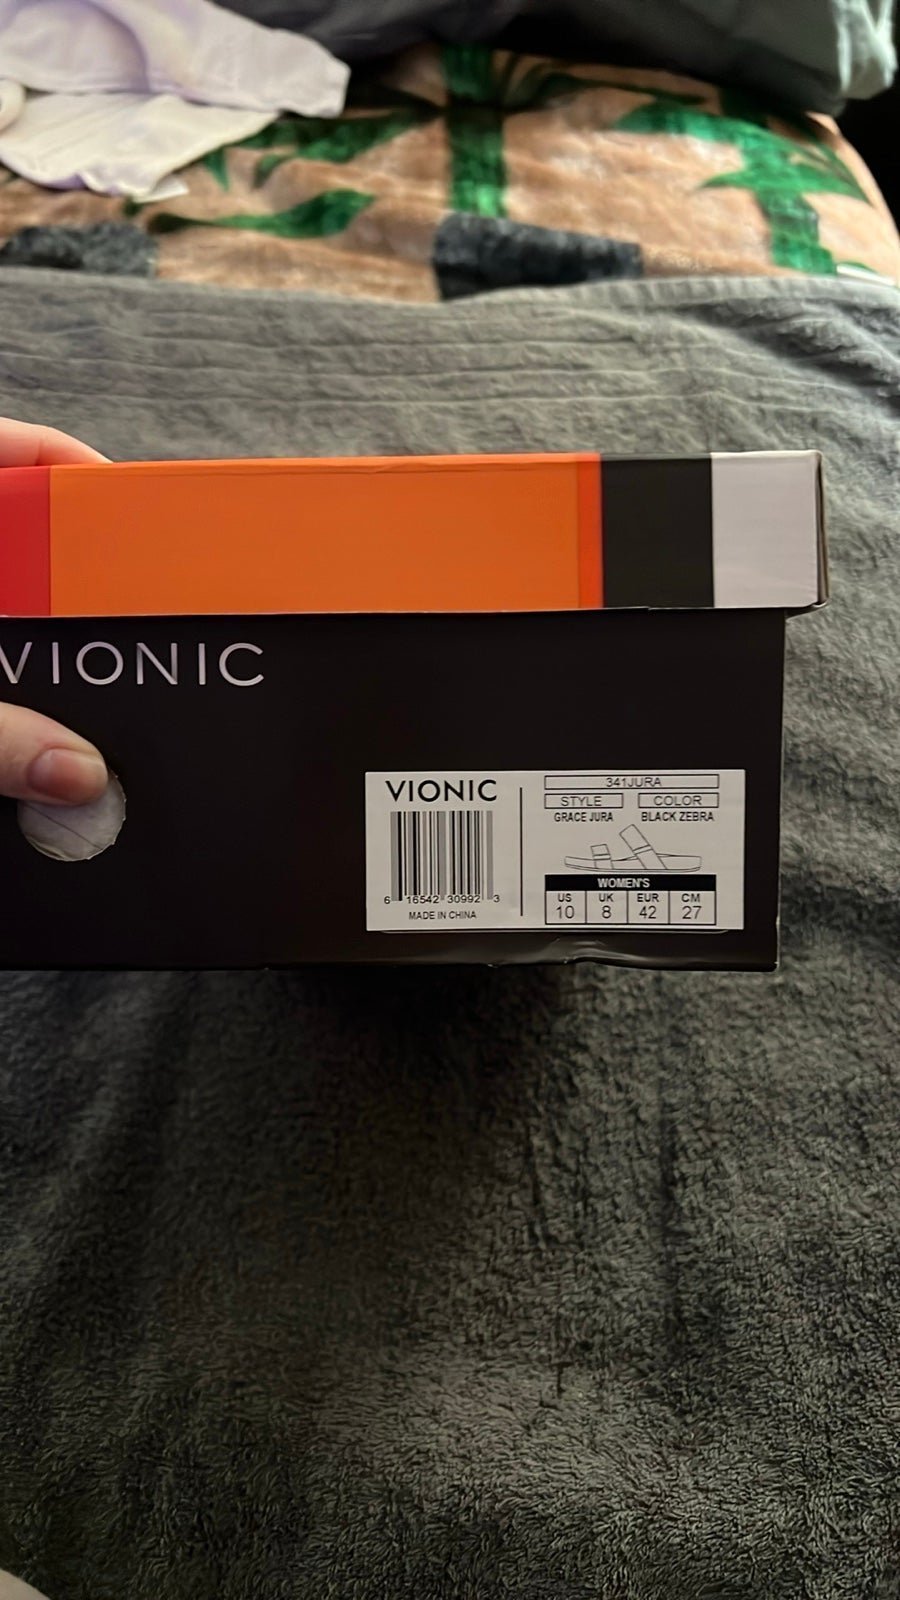 VIONIC
VIONIC
6 16542 30992 3
MADE IN CHINA
341JURA
STYLE COLOR
GRACE JURA BLACK ZEBRA
WOMEN'S
US UK EUR CM
10 8 42 27